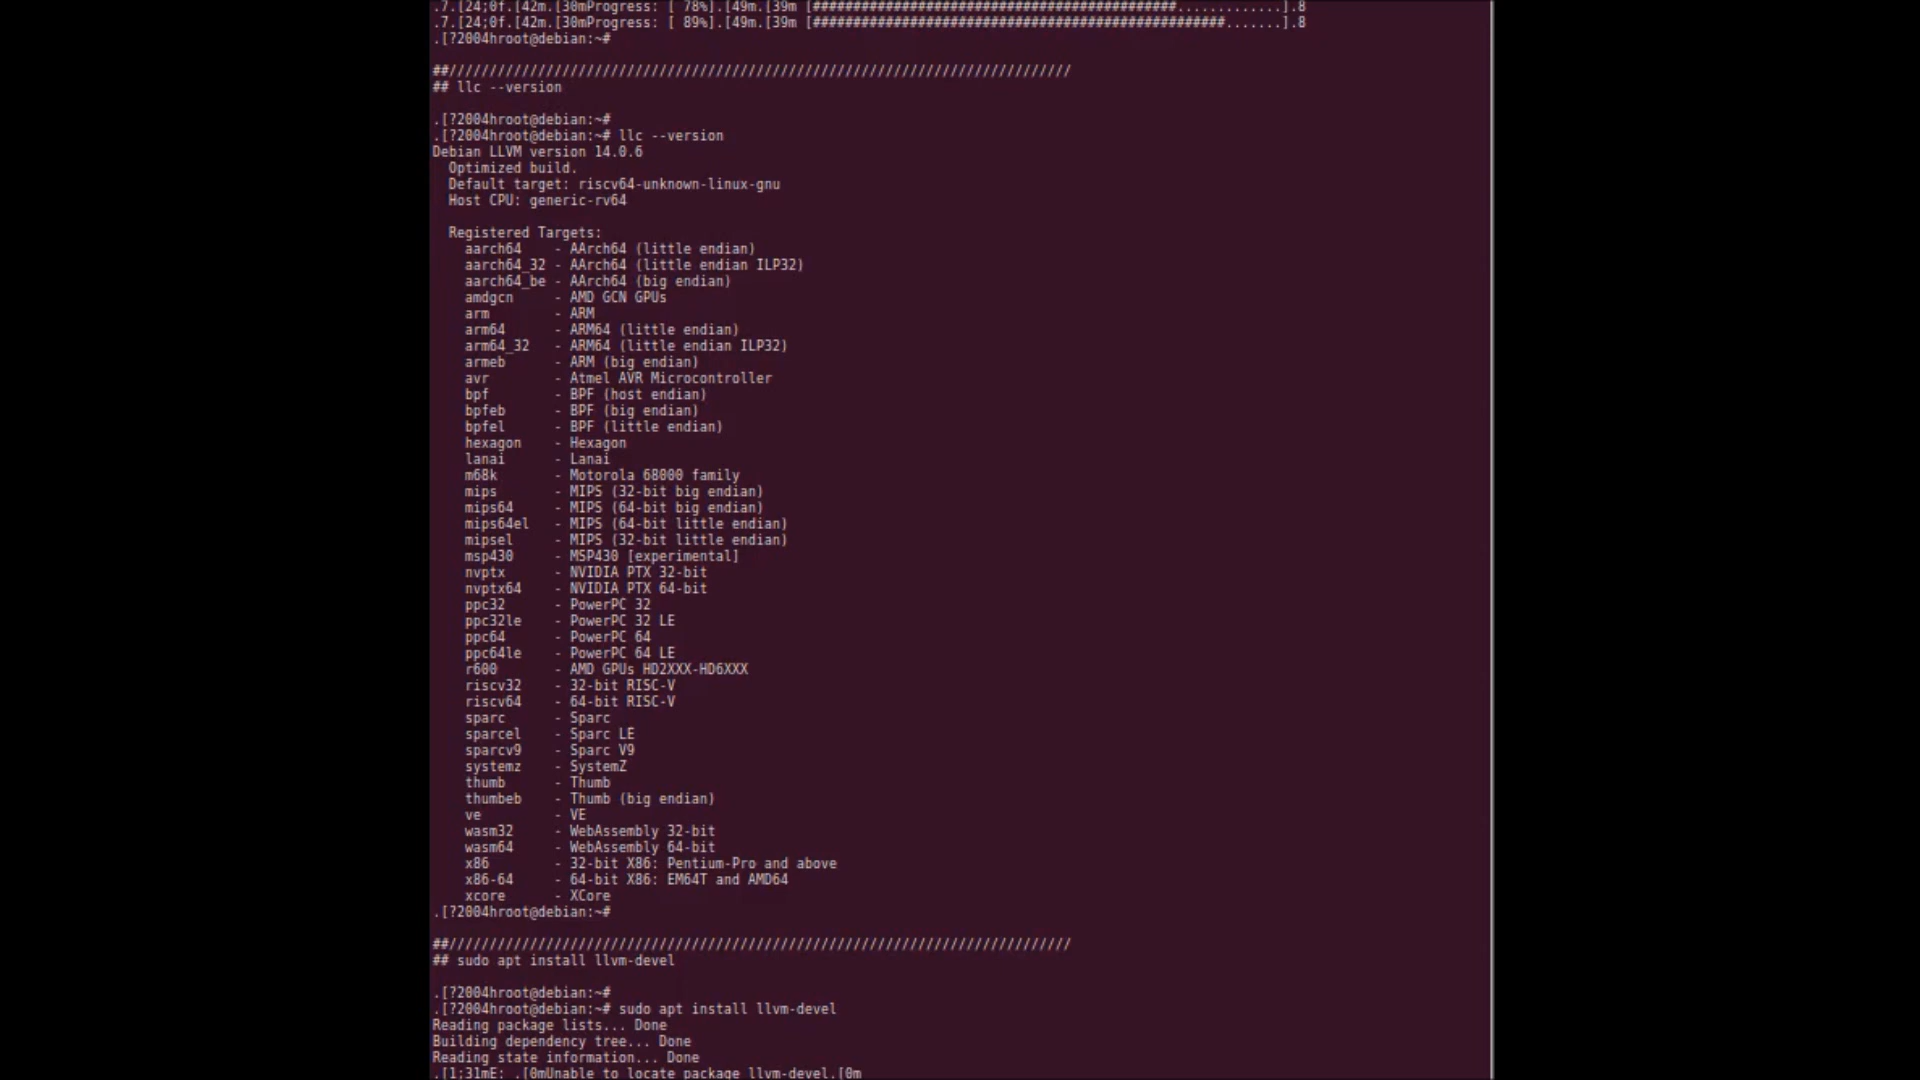 .7.[24;0f.[42m.[30mProgress: [ 78%].[49m.[39m [#############################################.............].8
.7.[24;0f.[42m.[30mProgress: [ 89%].[49m.[39m [###################################################.......].8
.[?2004hroot@debian:~#
##/////////////////////////////////////////////////////////////////////////////
## llc --version
.[?2004hroot@debian:~#
.[?2004hroot@debian:~# llc --version
Debian LLVM version 14.0.6
Optimized build.
Default target: riscv64-unknown-linux-gnu
Host CPU: generic-rv64
Registered Targets:
aarch64    - AArch64 (little endian)
aarch64_32 - AArch64 (little endian ILP32)
aarch64_be - AArch64 (big endian)
amdgcn     - AMD GCN GPUs
arm        - ARM
arm64      - ARM64 (little endian)
arm64_32   - ARM64 (little endian ILP32)
armeb      - ARM (big endian)
avr        - Atmel AVR Microcontroller
bpf        - BPF (host endian)
bpfeb      - BPF (big endian)
bpfel      - BPF (little endian)
hexagon    - Hexagon
lanai      - Lanai
m68k       - Motorola 68000 family
mips       - MIPS (32-bit big endian)
mips64     - MIPS (64-bit big endian)
mips64el   - MIPS (64-bit little endian)
mipsel     - MIPS (32-bit little endian)
msp430     - MSP430 [experimental]
nvptx      - NVIDIA PTX 32-bit
nvptx64    - NVIDIA PTX 64-bit
ppc32      - PowerPC 32
ppc32le    - PowerPC 32 LE
ppc64      - PowerPC 64
ppc64le    - PowerPC 64 LE
r600       - AMD GPUs HD2XXX-HD6XXX
riscv32    - 32-bit RISC-V
riscv64    - 64-bit RISC-V
sparc      - Sparc
sparcel    - Sparc LE
sparcv9    - Sparc V9
systemz    - SystemZ
thumb      - Thumb
thumbeb    - Thumb (big endian)
ve         - VE
wasm32     - WebAssembly 32-bit
wasm64     - WebAssembly 64-bit
x86        - 32-bit X86: Pentium-Pro and above
x86-64     - 64-bit X86: EM64T and AMD64
xcore      - XCore
.[?2004hroot@debian:~#
##/////////////////////////////////////////////////////////////////////////////
## sudo apt install llvm-devel
.[?2004hroot@debian:~#
.[?2004hroot@debian:~# sudo apt install llvm-devel
Reading package lists... Done
Building dependency tree... Done
Reading state information... Done
.[1;31mE: .[0mUnable to locate package llvm-devel.[0m